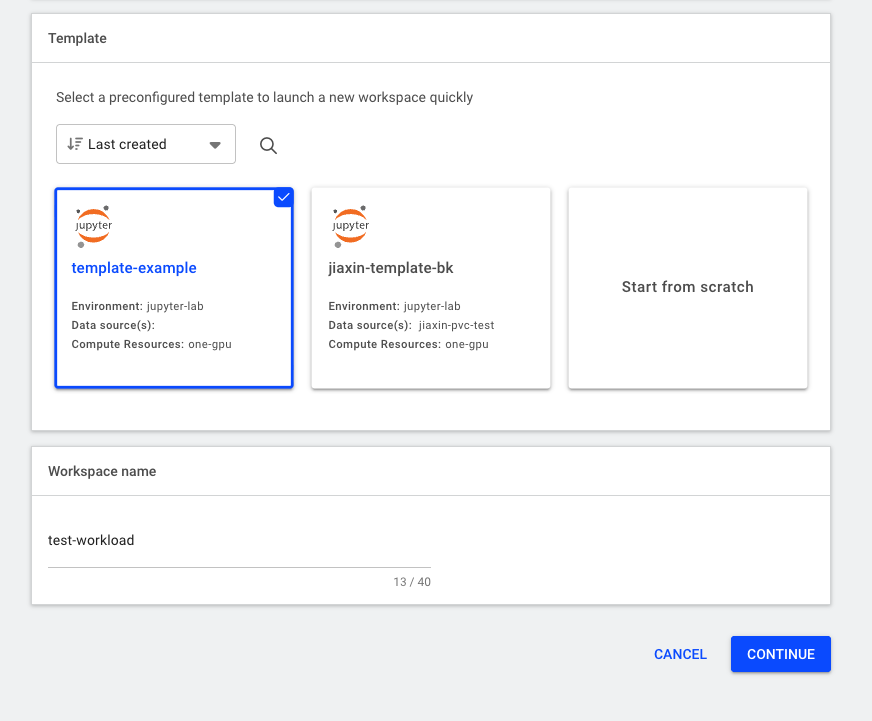 Template
Select a preconfigured template to launch a new workspace quickly
Last created
jupyter
template-example
Environment: jupyter-lab
Data source(s):
Compute Resources: one-gpu
jupyter
jiaxin-template-bk
Environment: jupyter-lab
Data source(s): jiaxin-pvc-test
Compute Resources: one-gpu
Start from scratch
Workspace name
test-workload
13 / 40
CANCEL
CONTINUE